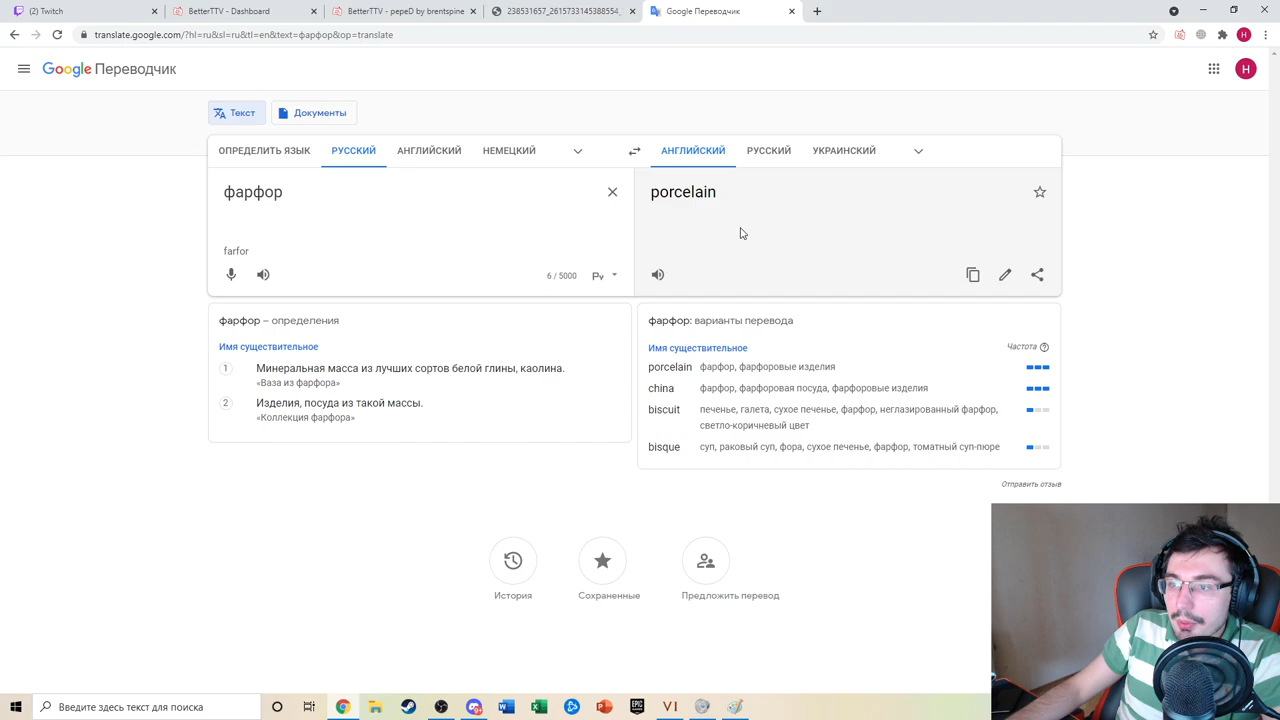 (2) Twitch
BetterTTV - Dashboard
BetterTTV - pepeD by brentspine
238531657_2615733145388554_
Google Переводчик
translate.google.com/?hl=ru&sl=ru&tl=en&text=фарфор&op=translate
H
Google Переводчик
H
Текст
Документы
ОПРЕДЕЛИТЬ ЯЗЫК
РУССКИЙ
АНГЛИЙСКИЙ
НЕМЕЦКИЙ
АНГЛИЙСКИЙ
РУССКИЙ
УКРАИНСКИЙ
фарфор
porcelain
farfor
6 / 5000
Ру
фарфор – определения
Имя существительное
1 Минеральная масса из лучших сортов белой глины, каолина.
«Ваза из фарфора»
2 Изделия, посуда из такой массы.
«Коллекция фарфора»
фарфор: варианты перевода
Имя существительное
Частота
porcelain фарфор, фарфоровые изделия
china фарфор, фарфоровая посуда, фарфоровые изделия
biscuit печенье, галета, сухое печенье, фарфор, неглазированный фарфор,
светло-коричневый цвет
bisque суп, раковый суп, фора, сухое печенье, фарфор, томатный суп-пюре
Отправить отзыв
История
Сохраненные
Предложить перевод
Введите здесь текст для поиска
EPIC
GAMES
VI